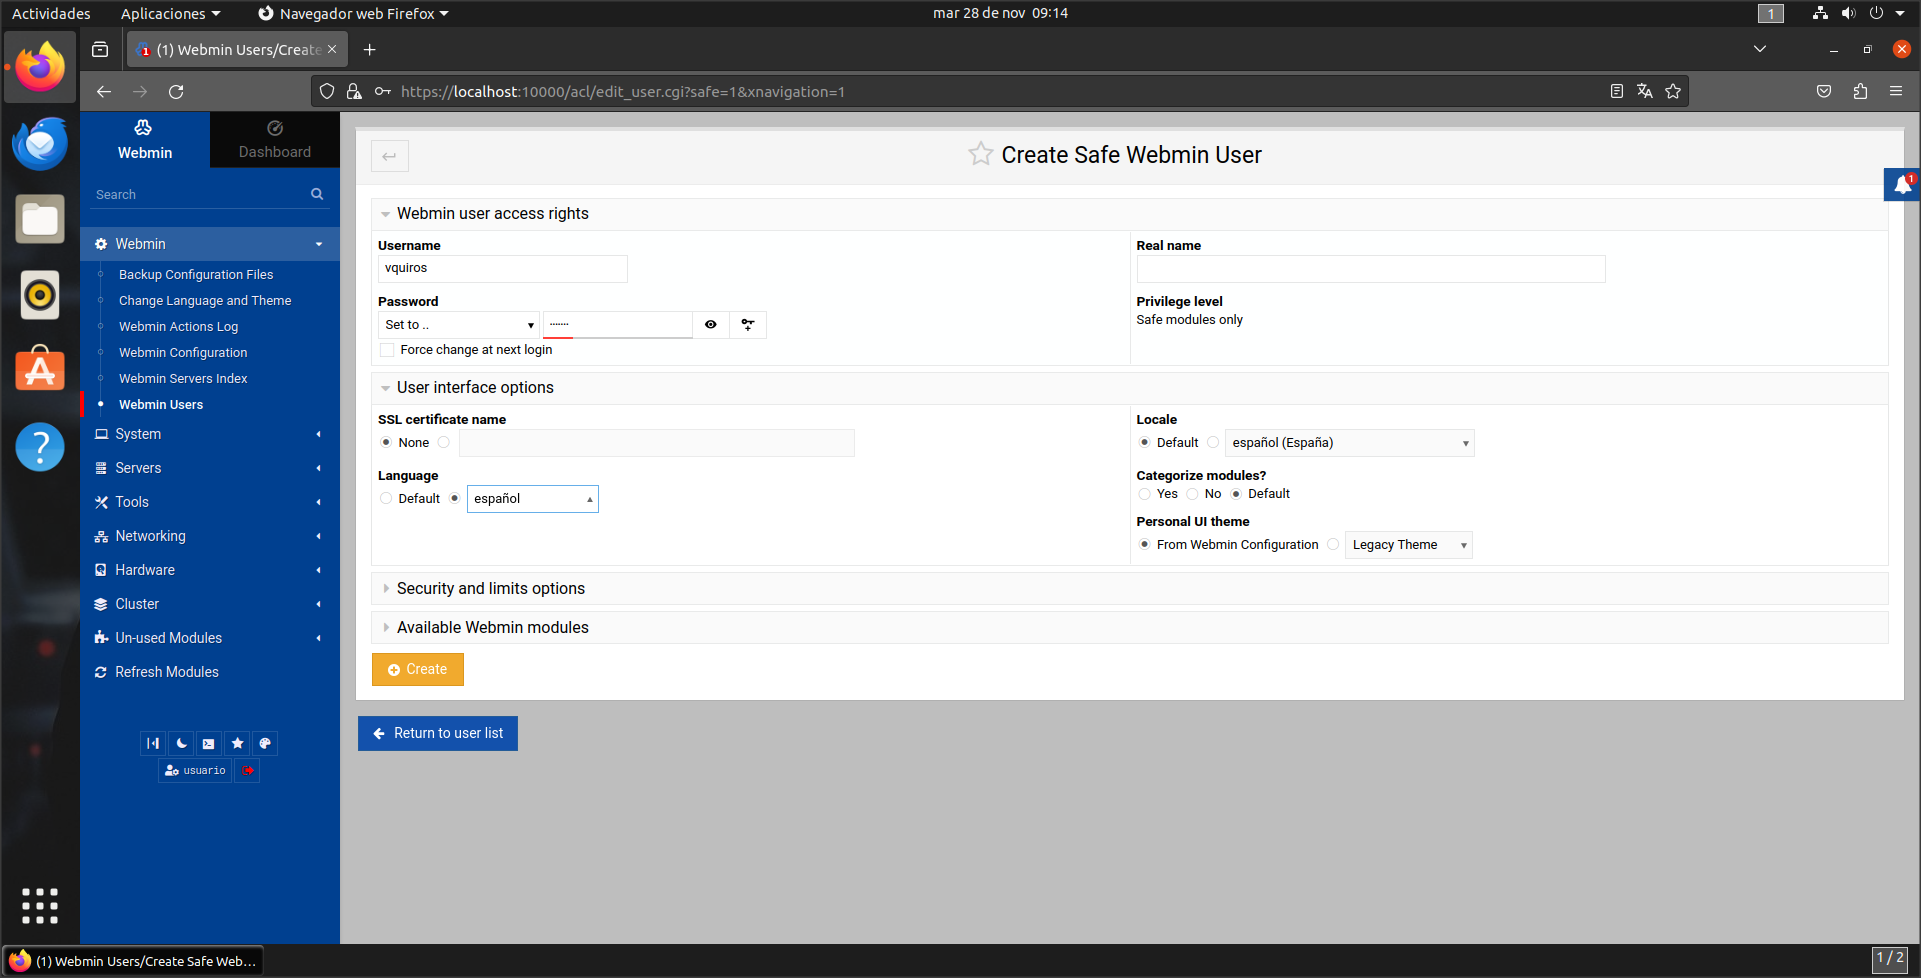 Actividades
Aplicaciones
Navegador web Firefox
mar 28 de nov 09:14
1
(1) Webmin Users/Create
https://localhost:10000/acl/edit_user.cgi?safe=1&xnavigation=1
Webmin
Dashboard
Search
Webmin
Backup Configuration Files
Change Language and Theme
Webmin Actions Log
Webmin Configuration
Webmin Servers Index
Webmin Users
System
Servers
Tools
Networking
Hardware
Cluster
Un-used Modules
Refresh Modules
usuario
Create Safe Webmin User
1
Webmin user access rights
Username
vquiros
Real name
Password
Set to ..
Force change at next login
Privilege level
Safe modules only
User interface options
SSL certificate name
None
Locale
Default español (España)
Language
Default español
Categorize modules?
Yes No Default
Personal UI theme
From Webmin Configuration Legacy Theme
Security and limits options
Available Webmin modules
Create
Return to user list
(1) Webmin Users/Create Safe Web...
1 / 2